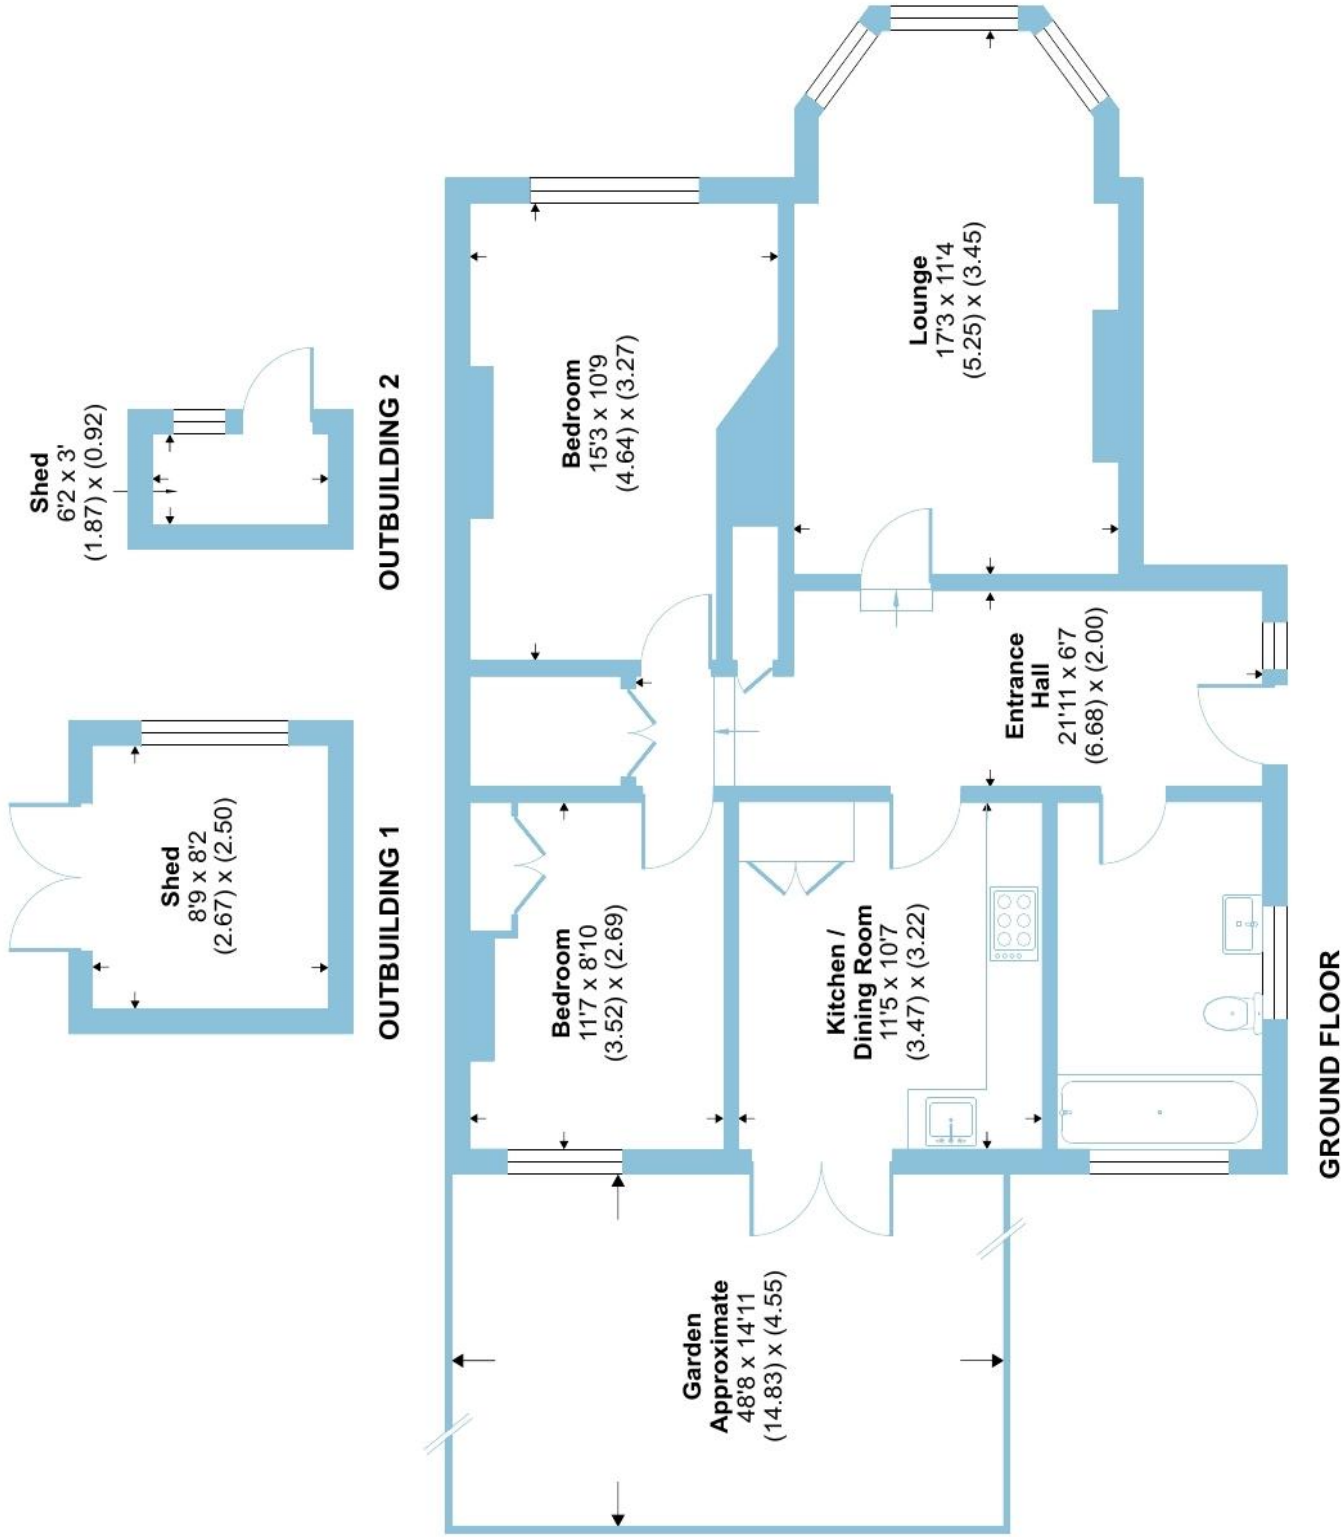 Shed
6'2 x 3'
(1.87) x (0.92)
OUTBUILDING 2
Shed
8'9 x 8'2
(2.67) x (2.50)
OUTBUILDING 1
Bedroom
15'3 x 10'9
(4.64) x (3.27)
Lounge
17'3 x 11'4
(5.25) x (3.45)
Entrance
Hall
21'11 x 6'7
(6.68) x (2.00)
Bedroom
11'7 x 8'10
(3.52) x (2.69)
Kitchen /
Dining Room
11'5 x 10'7
(3.47) x (3.22)
Garden
Approximate
48'8 x 14'11
(14.83) x (4.55)
GROUND FLOOR